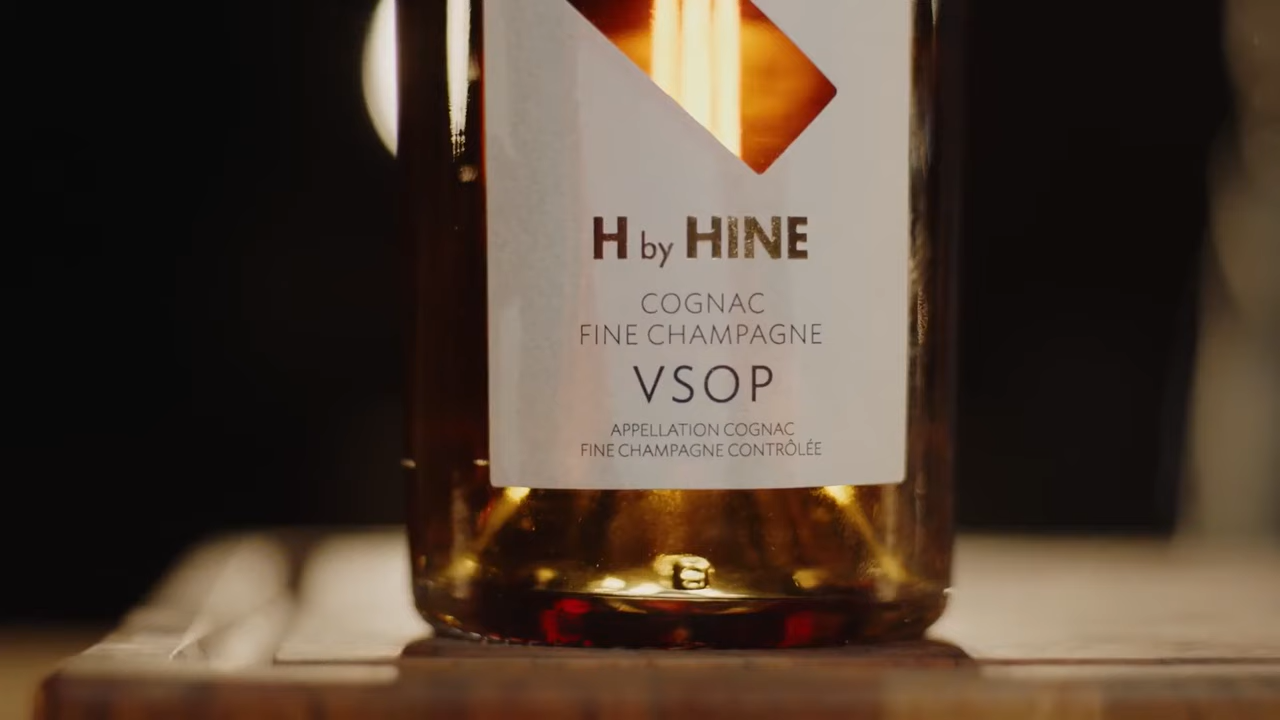 H by HINE
COGNAC
FINE CHAMPAGNE
VSOP
APPELLATION COGNAC
FINE CHAMPAGNE CONTRÔLÉE